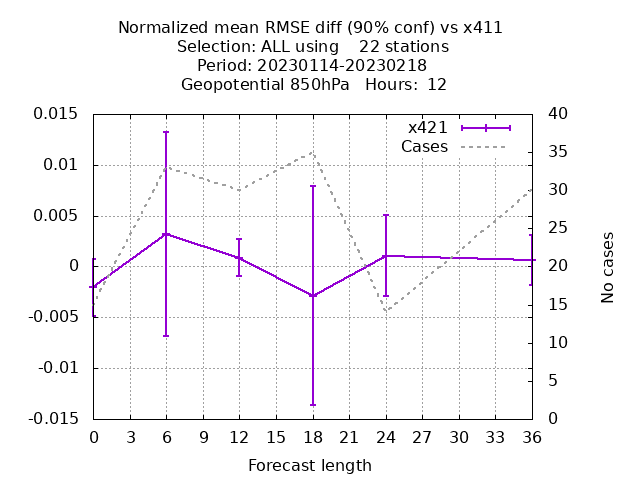 Normalized mean RMSE diff (90% conf) vs x411
Selection: ALL using    22 stations
Period: 20230114-20230218
Geopotential 850hPa   Hours:  12
x421
Cases
0.015
0.01
0.005
0
-0.005
-0.01
-0.015
40
35
30
25
20
15
10
5
0
No cases
0 3 6 9 12 15 18 21 24 27 30 33 36
Forecast length